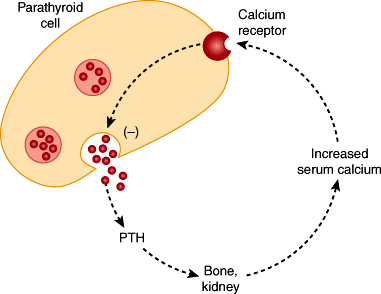 Parathyroid
cell
Calcium
receptor
(–)
Increased
serum calcium
PTH
Bone,
kidney